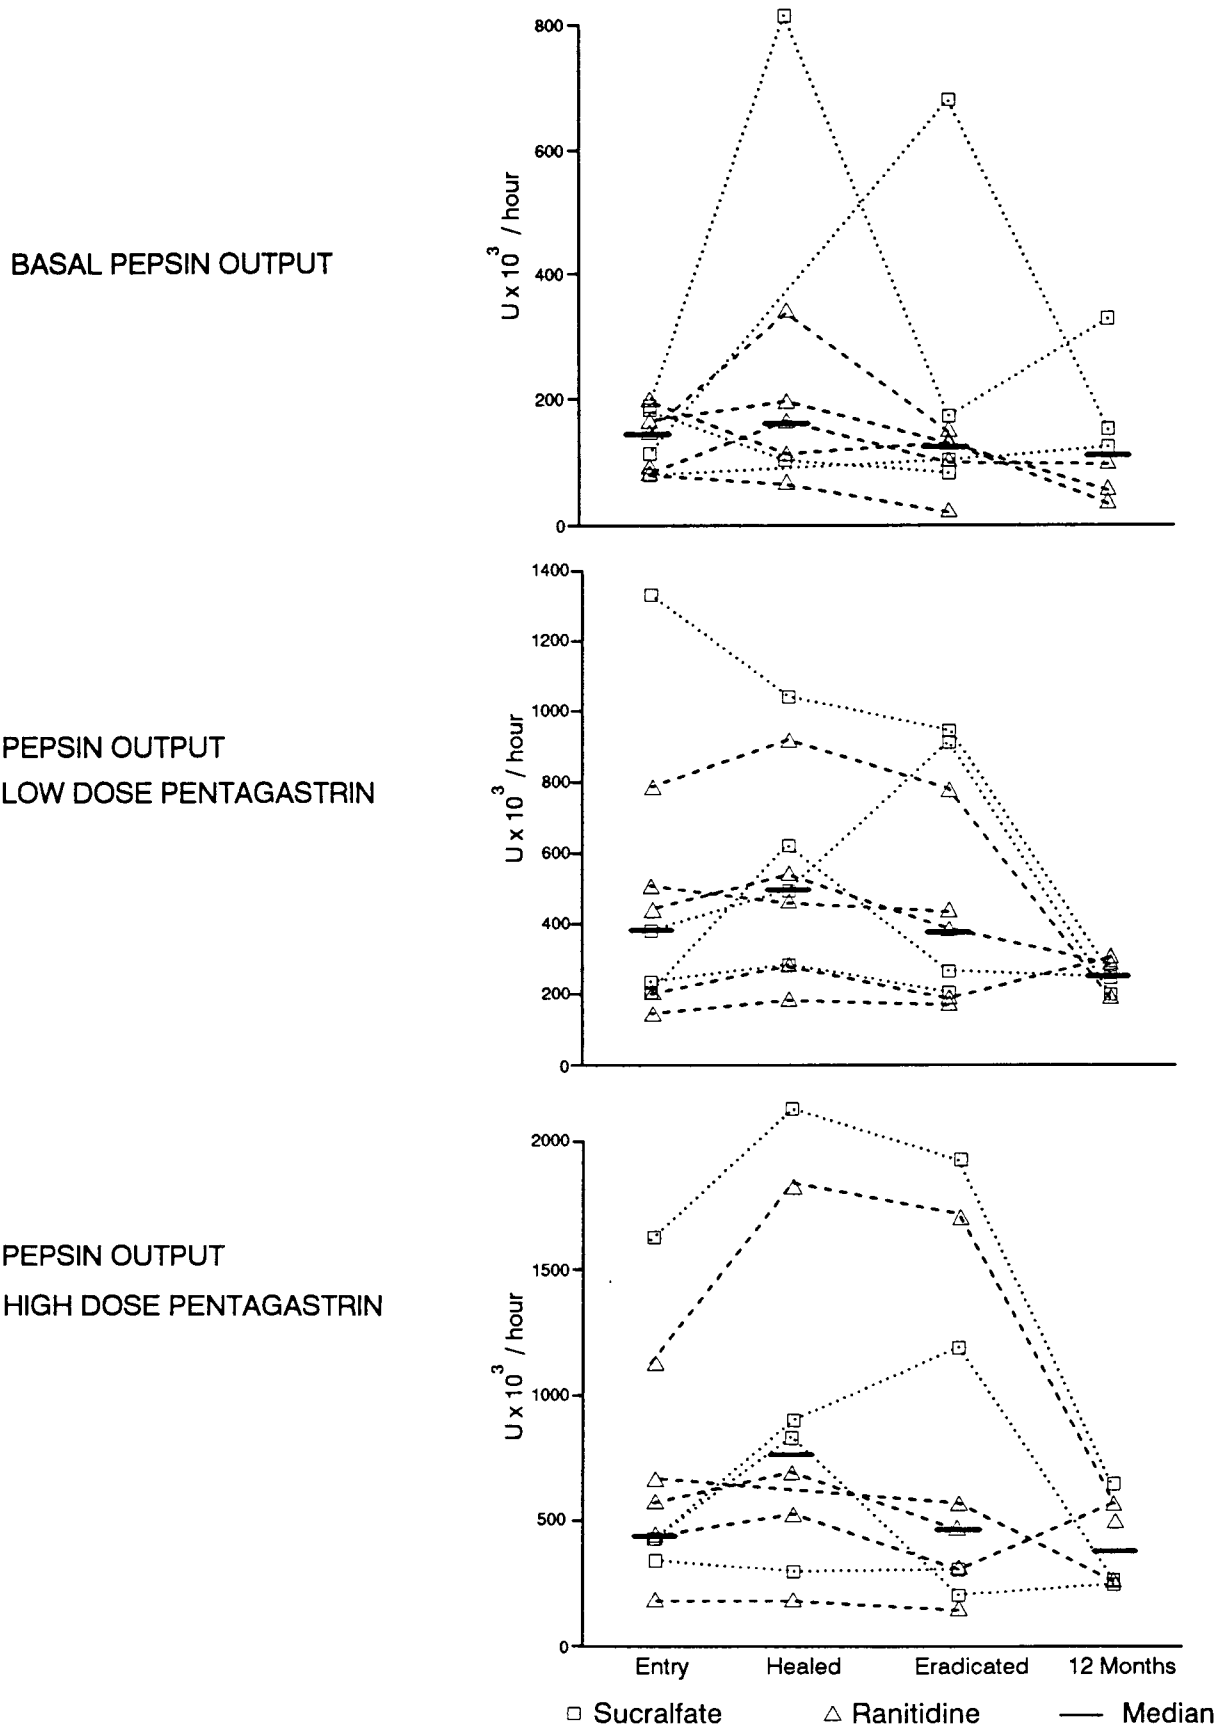 BASAL PEPSIN OUTPUT
U x 10³ / hour
800
600
400
200
0
PEPSIN OUTPUT
LOW DOSE PENTAGASTRIN
U x 10³ / hour
1400
1200
1000
800
600
400
200
0
PEPSIN OUTPUT
HIGH DOSE PENTAGASTRIN
U x 10³ / hour
2000
1500
1000
500
0
Entry Healed Eradicated 12 Months
Sucralfate Ranitidine Median